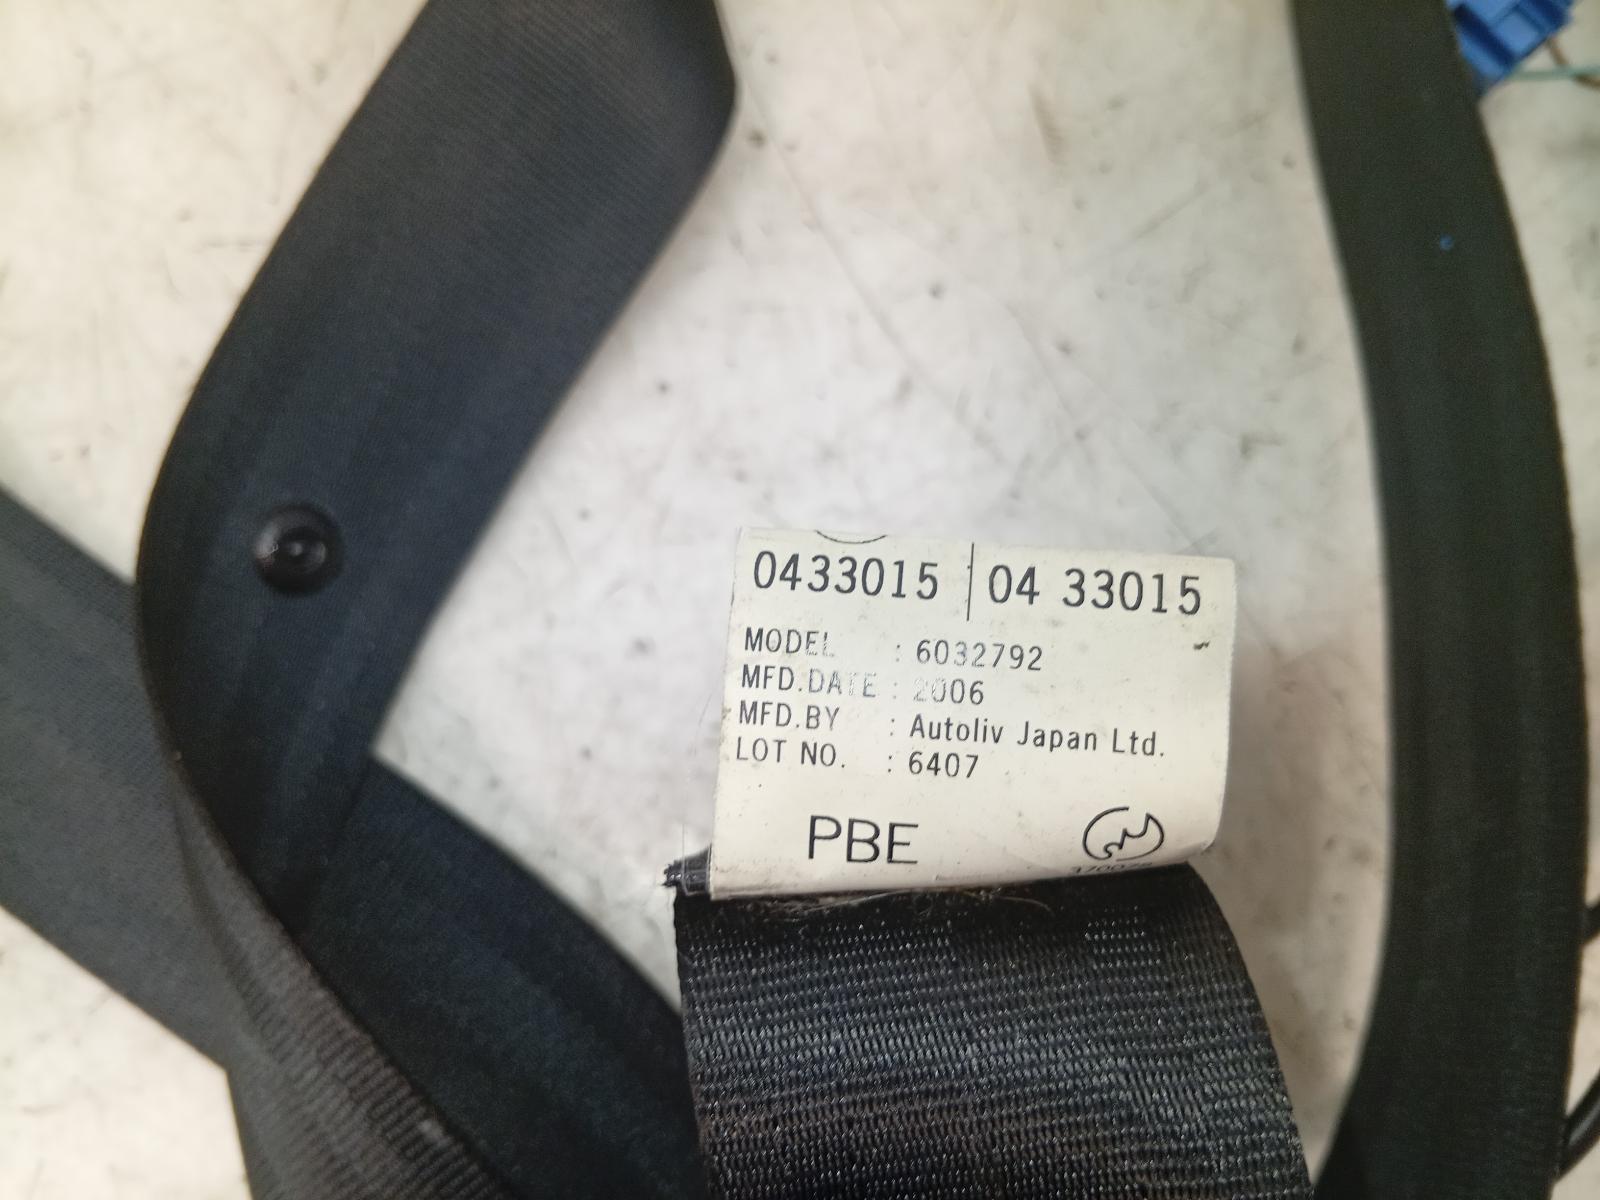 0433015 | 04 33015
MODEL : 6032792
MFD.DATE : 2006
MFD.BY : Autoliv Japan Ltd.
LOT NO. : 6407
PBE